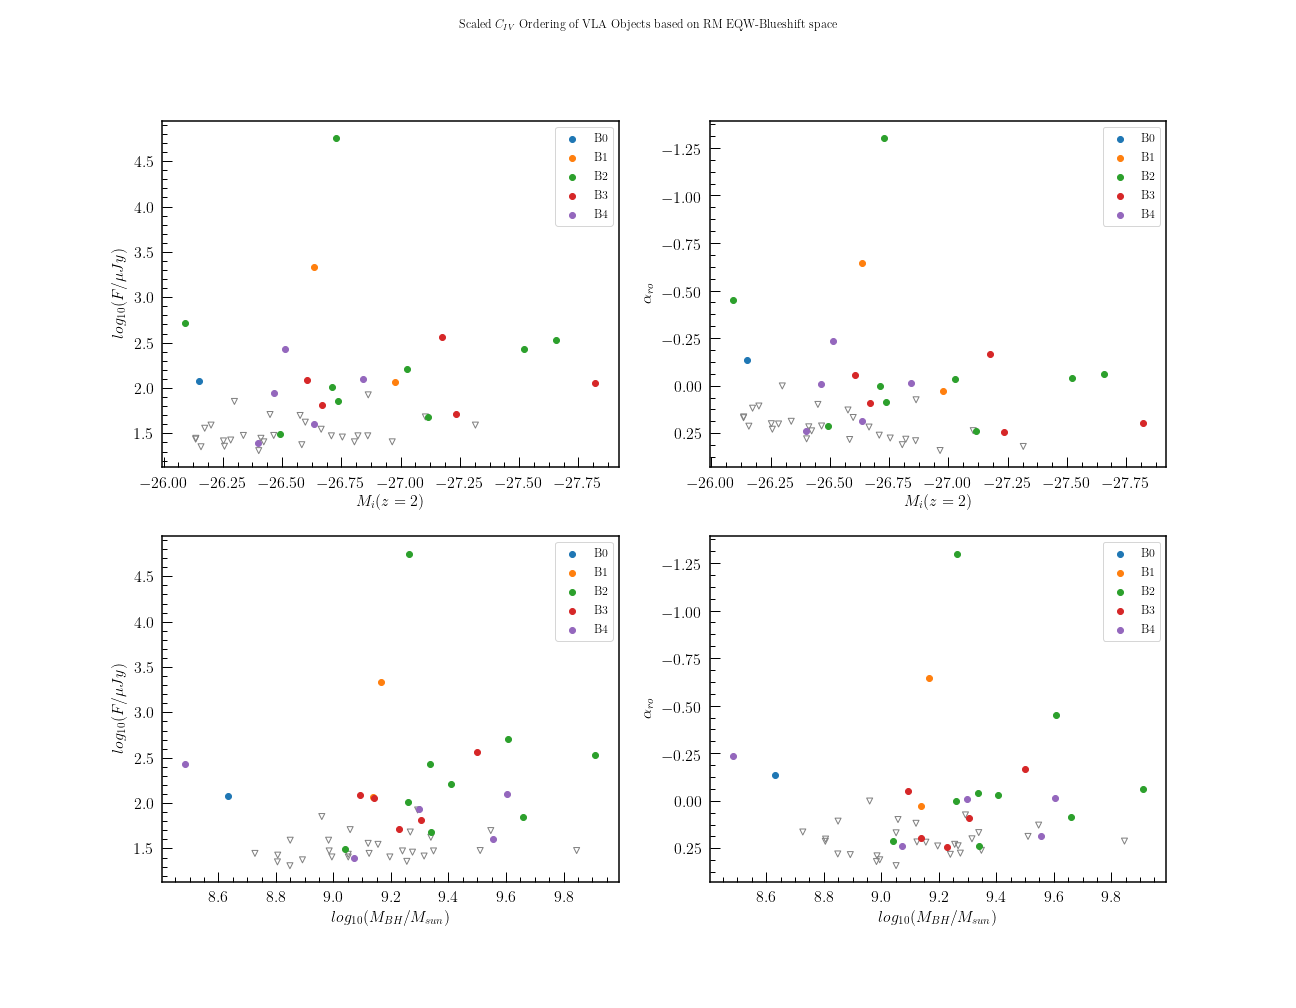 Scaled $C_{IV}$ Ordering of VLA Objects based on RM EQW-Blueshift space
B0
B1
B2
B3
B4
4.5
4.0
3.5
3.0
2.5
2.0
1.5
$log_{10}(F/\mu Jy)$
−26.00 −26.25 −26.50 −26.75 −27.00 −27.25 −27.50 −27.75
$M_i(z = 2)$
B0
B1
B2
B3
B4
−1.25
−1.00
−0.75
−0.50
−0.25
0.00
0.25
$\alpha_{ro}$
−26.00 −26.25 −26.50 −26.75 −27.00 −27.25 −27.50 −27.75
$M_i(z = 2)$
B0
B1
B2
B3
B4
4.5
4.0
3.5
3.0
2.5
2.0
1.5
$log_{10}(F/\mu Jy)$
8.6 8.8 9.0 9.2 9.4 9.6 9.8
$log_{10}(M_{BH}/M_{sun})$
B0
B1
B2
B3
B4
−1.25
−1.00
−0.75
−0.50
−0.25
0.00
0.25
$\alpha_{ro}$
8.6 8.8 9.0 9.2 9.4 9.6 9.8
$log_{10}(M_{BH}/M_{sun})$